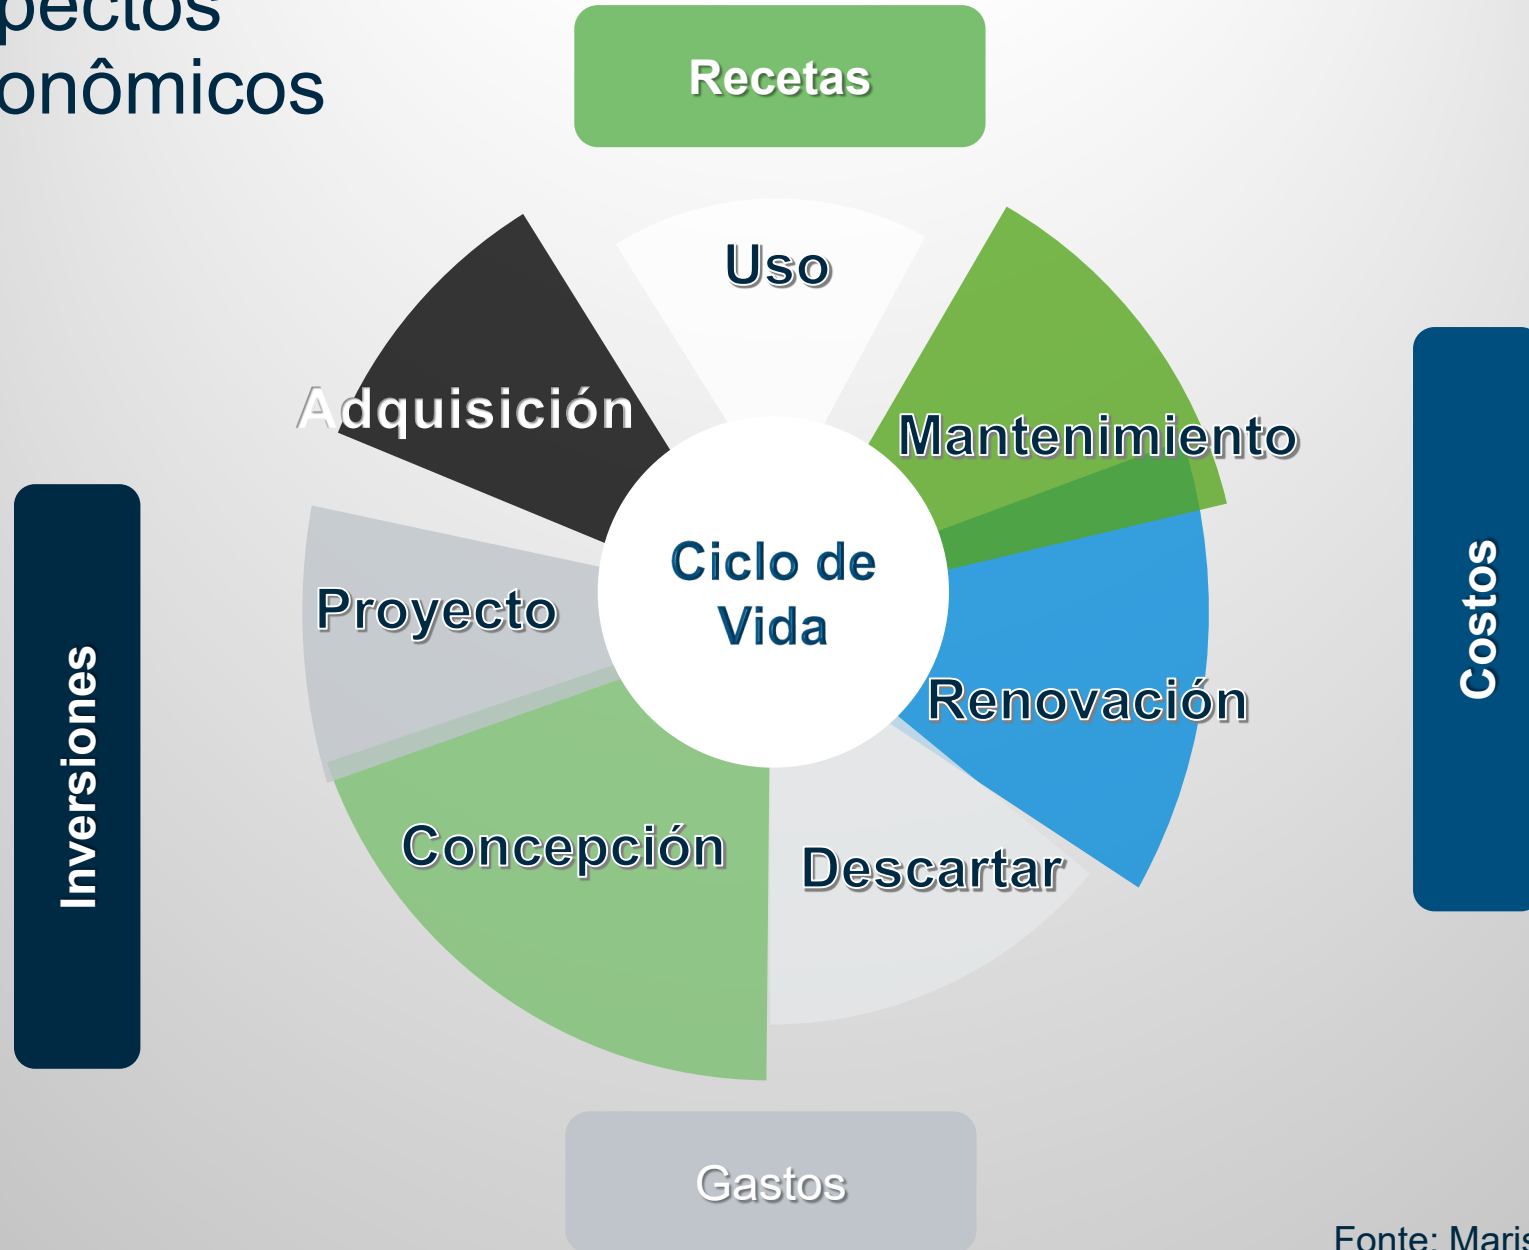 pectos
onômicos
Recetas
Uso
Adquisición
Mantenimiento
Ciclo de
Vida
Proyecto
Renovación
Concepción
Descartar
Inversiones
Costos
Gastos
Fonte: Maris